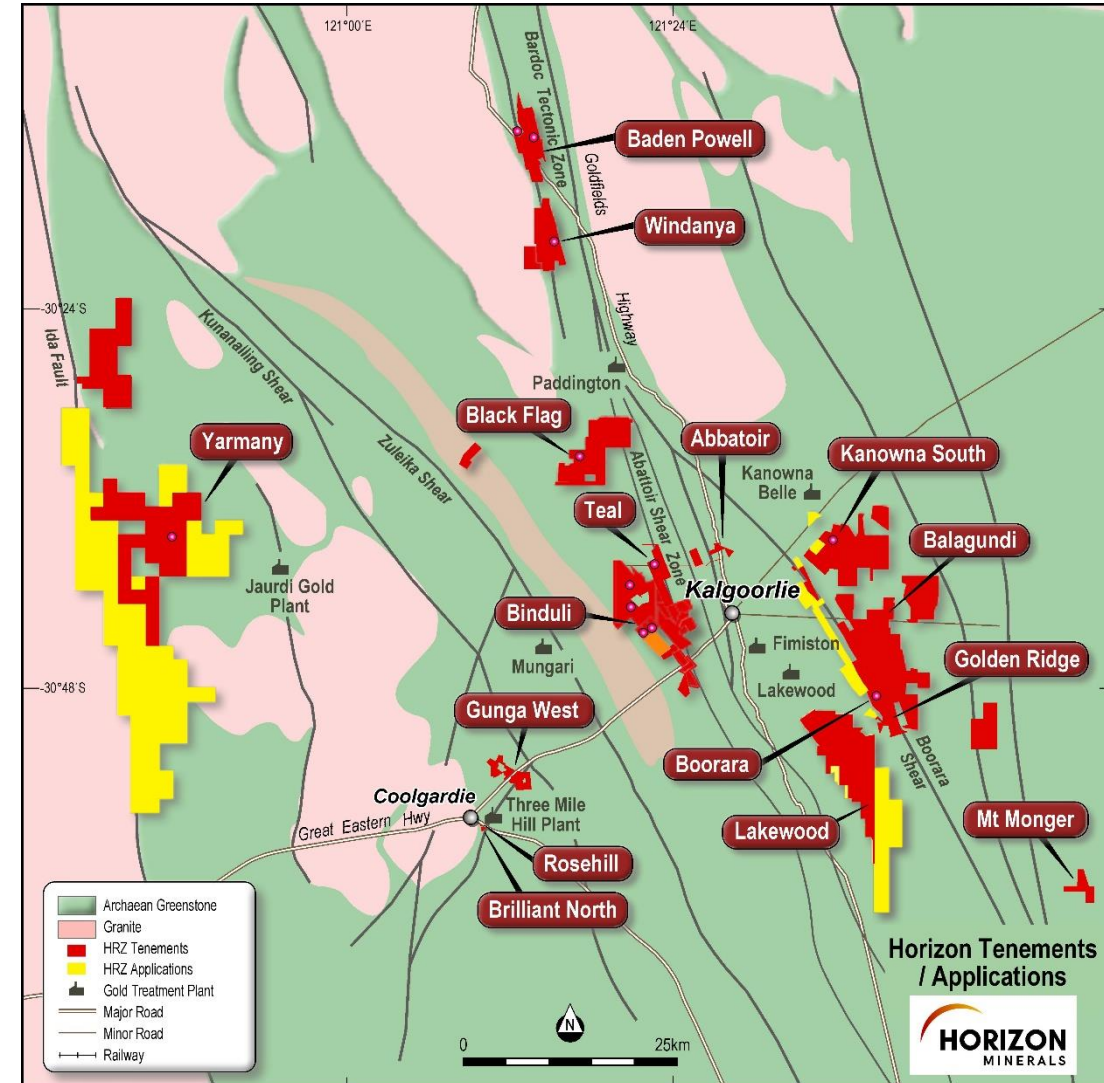 121°00´E
121°24´E
Bardoc Tectonic Zone
Baden Powell
Goldfields
Windanya
Highway
-30°24´S
Ida Fault
Kunanalling Shear
Paddington
Black Flag
Abbatoir
Kanowna South
Yarmany
Zuleika Shear
Abattoir Shear Zone
Kanowna
Belle
Teal
Balagundi
Jaurdi Gold
Plant
Kalgoorlie
Binduli
Mungari
Fimiston
Golden Ridge
Lakewood
-30°48´S
Gunga West
Boorara
Boorara Shear
Coolgardie
Three Mile
Hill Plant
Great Eastern Hwy
Lakewood
Mt Monger
Rosehill
Brilliant North
Archaean Greenstone
Granite
HRZ Tenements
HRZ Applications
Gold Treatment Plant
Major Road
Minor Road
Railway
N
0
25km
Horizon Tenements
/ Applications
HORIZON
MINERALS